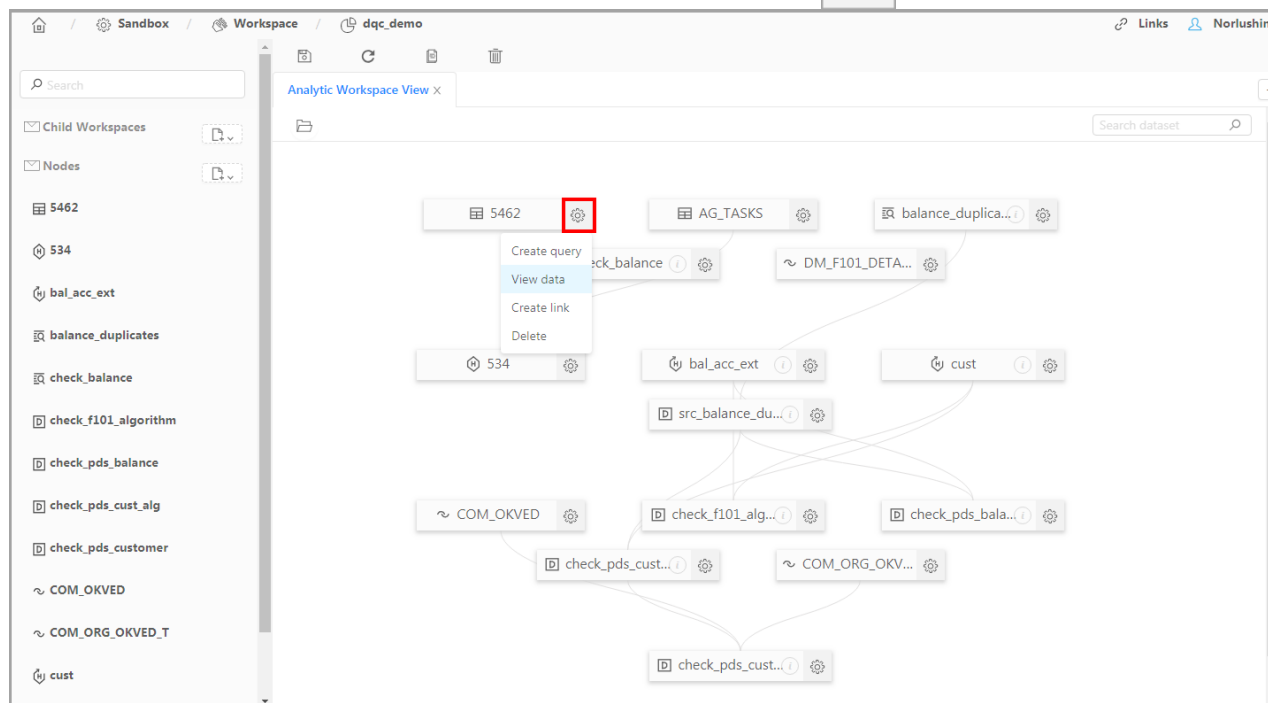 Sandbox / Workspace / dqc_demo Links Norlushin
Search
Analytic Workspace View X
Child Workspaces
Search dataset
Nodes
5462
534
bal_acc_ext
balance_duplicates
check_balance
check_f101_algorithm
check_pds_balance
check_pds_cust_alg
check_pds_customer
COM_OKVED
COM_ORG_OKVED_T
cust
5462
AG_TASKS
balance_duplica...
Create query
View data
Create link
Delete
eck_balance
DM_F101_DETA...
534
bal_acc_ext
cust
src_balance_du...
COM_OKVED
check_f101_alg...
check_pds_bala...
check_pds_cust...
COM_ORG_OKV...
check_pds_cust...